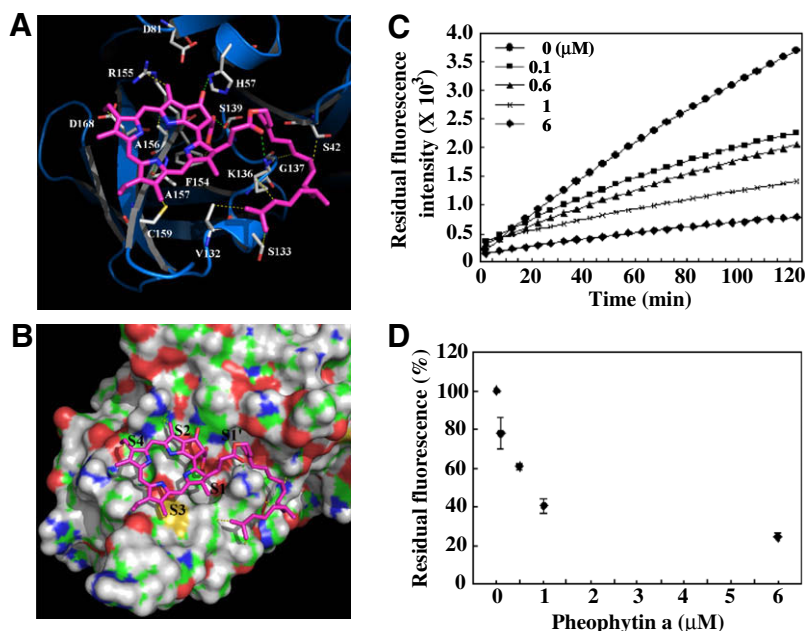 A
D81
R155
H57
D168
S139
S42
A156
G137
K136
F154
A157
C159
V132
S133
B
S4
S2
S1'
S1
S3
C
Residual fluorescence
intensity (X 10³)
4.0
3.5
3.0
2.5
2.0
1.5
1.0
0.5
0
0 (μM)
0.1
0.6
1
6
0 20 40 60 80 100 120
Time (min)
D
Residual fluorescence (%)
120
100
80
60
40
20
0
0 1 2 3 4 5 6
Pheophytin a (μM)